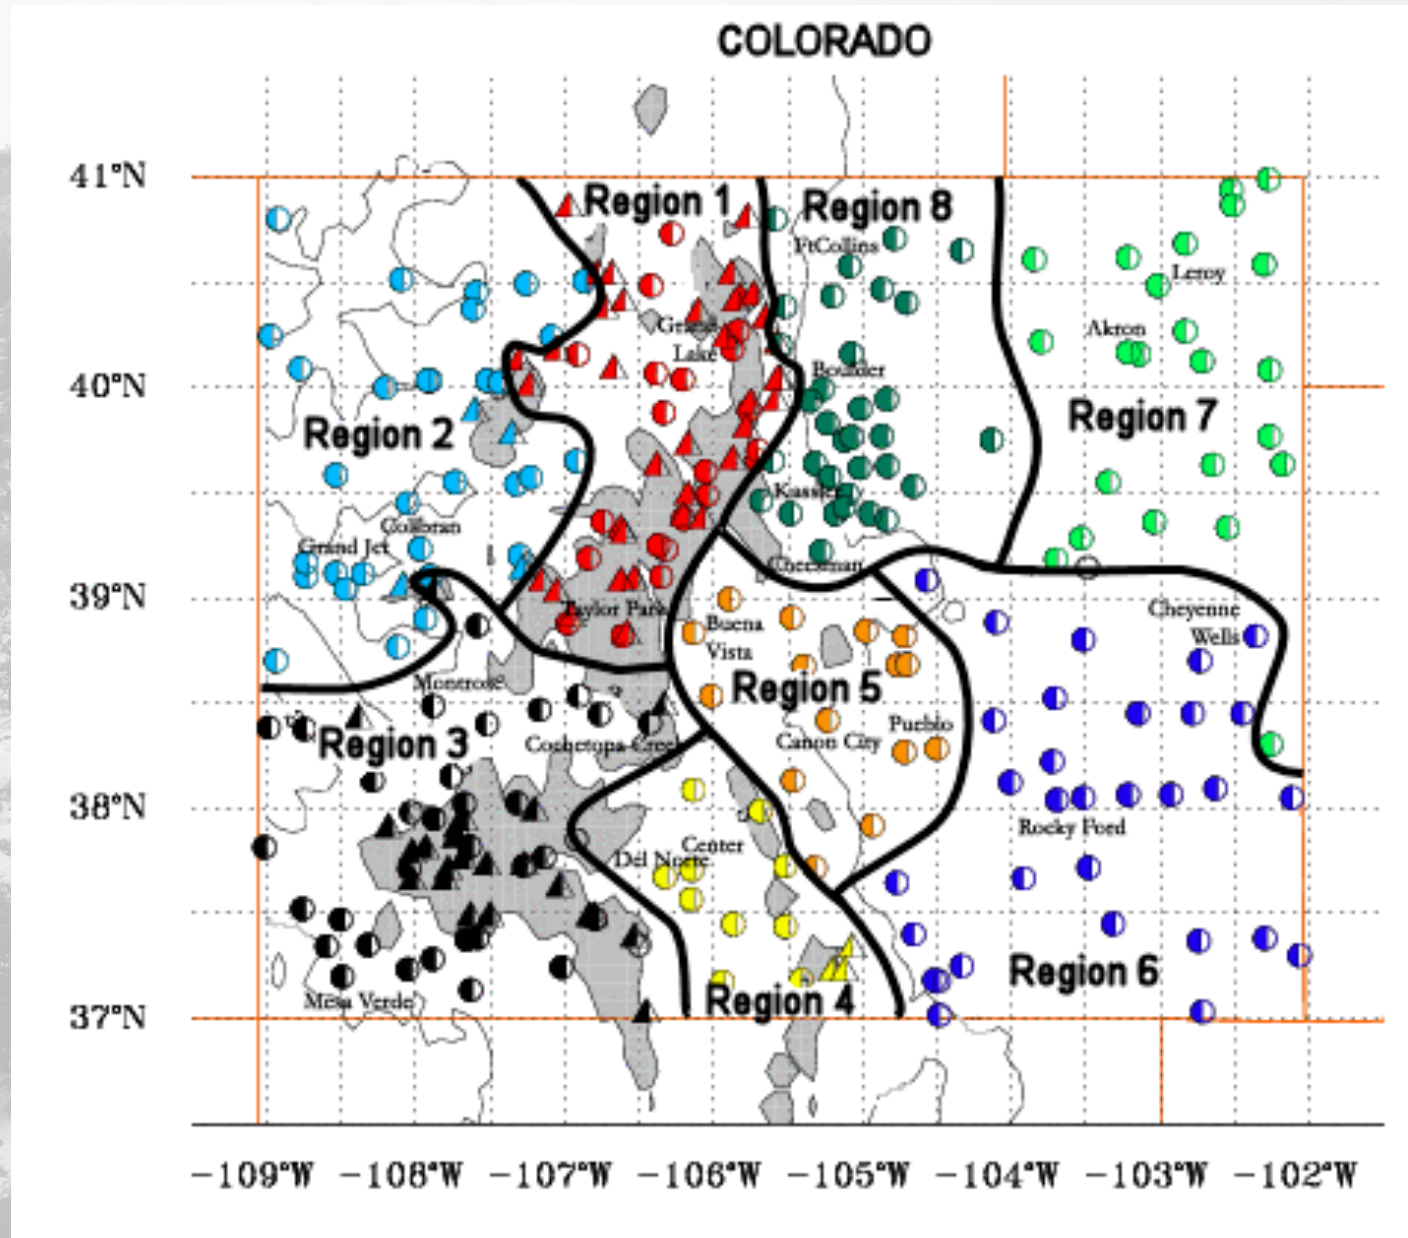 COLORADO
41°N
Region 1
Region 8
FtCollins
Leroy
Grand
Lake
Akron
40°N
Boulder
Region 7
Region 2
Kassler
Collbran
Grand Jct
Cheesman
39°N
Taylor Park
Buena
Vista
Cheyenne
Wells
Montrose
Region 5
Region 3
Cochetopa Creek
Canon City
Pueblo
38°N
Rocky Ford
Center
Del Norte
Mesa Verde
Region 4
Region 6
37°N
-109°W -108°W -107°W -106°W -105°W -104°W -103°W -102°W